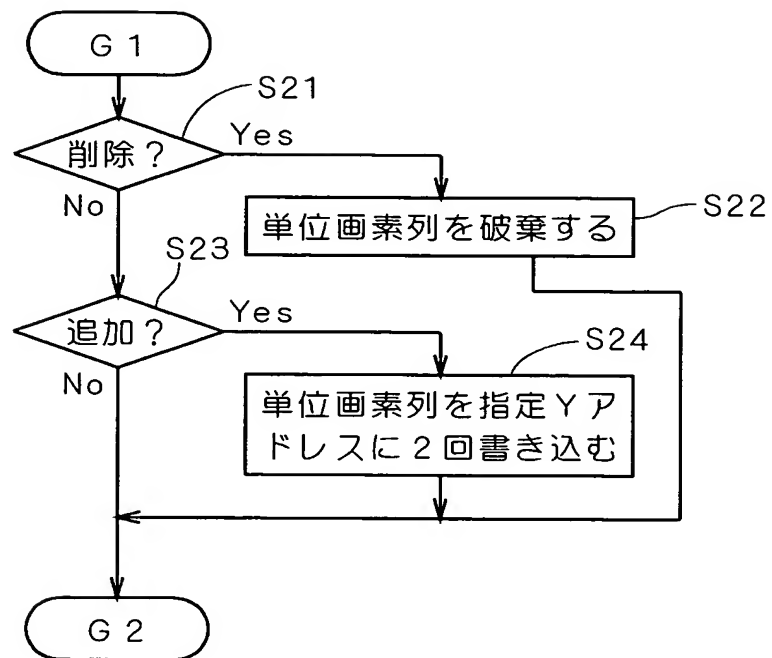 G1
S21
削除？
Yes
No
単位画素列を破棄する
S22
S23
追加？
Yes
No
S24
単位画素列を指定Yア
ドレスに2回書き込む
G2